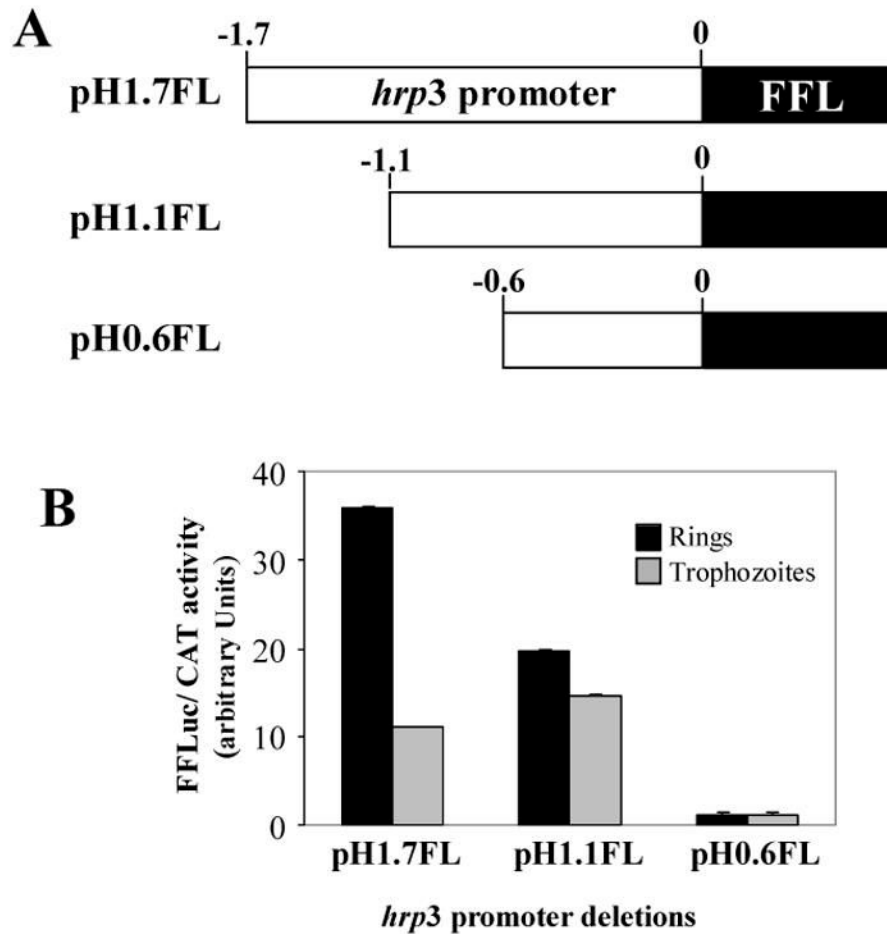 A
-1.7 0
pH1.7FL hrp3 promoter FFL
-1.1 0
pH1.1FL
-0.6 0
pH0.6FL
B
FFLuc/ CAT activity
(arbitrary Units)
40
30
20
10
0
Rings
Trophozoites
pH1.7FL pH1.1FL pH0.6FL
hrp3 promoter deletions